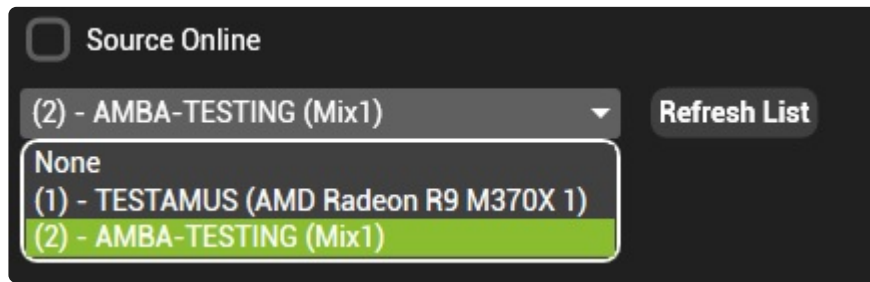 Source Online
(2) - AMBA-TESTING (Mix1)
Refresh List
None
(1) - TESTAMUS (AMD Radeon R9 M370X 1)
(2) - AMBA-TESTING (Mix1)